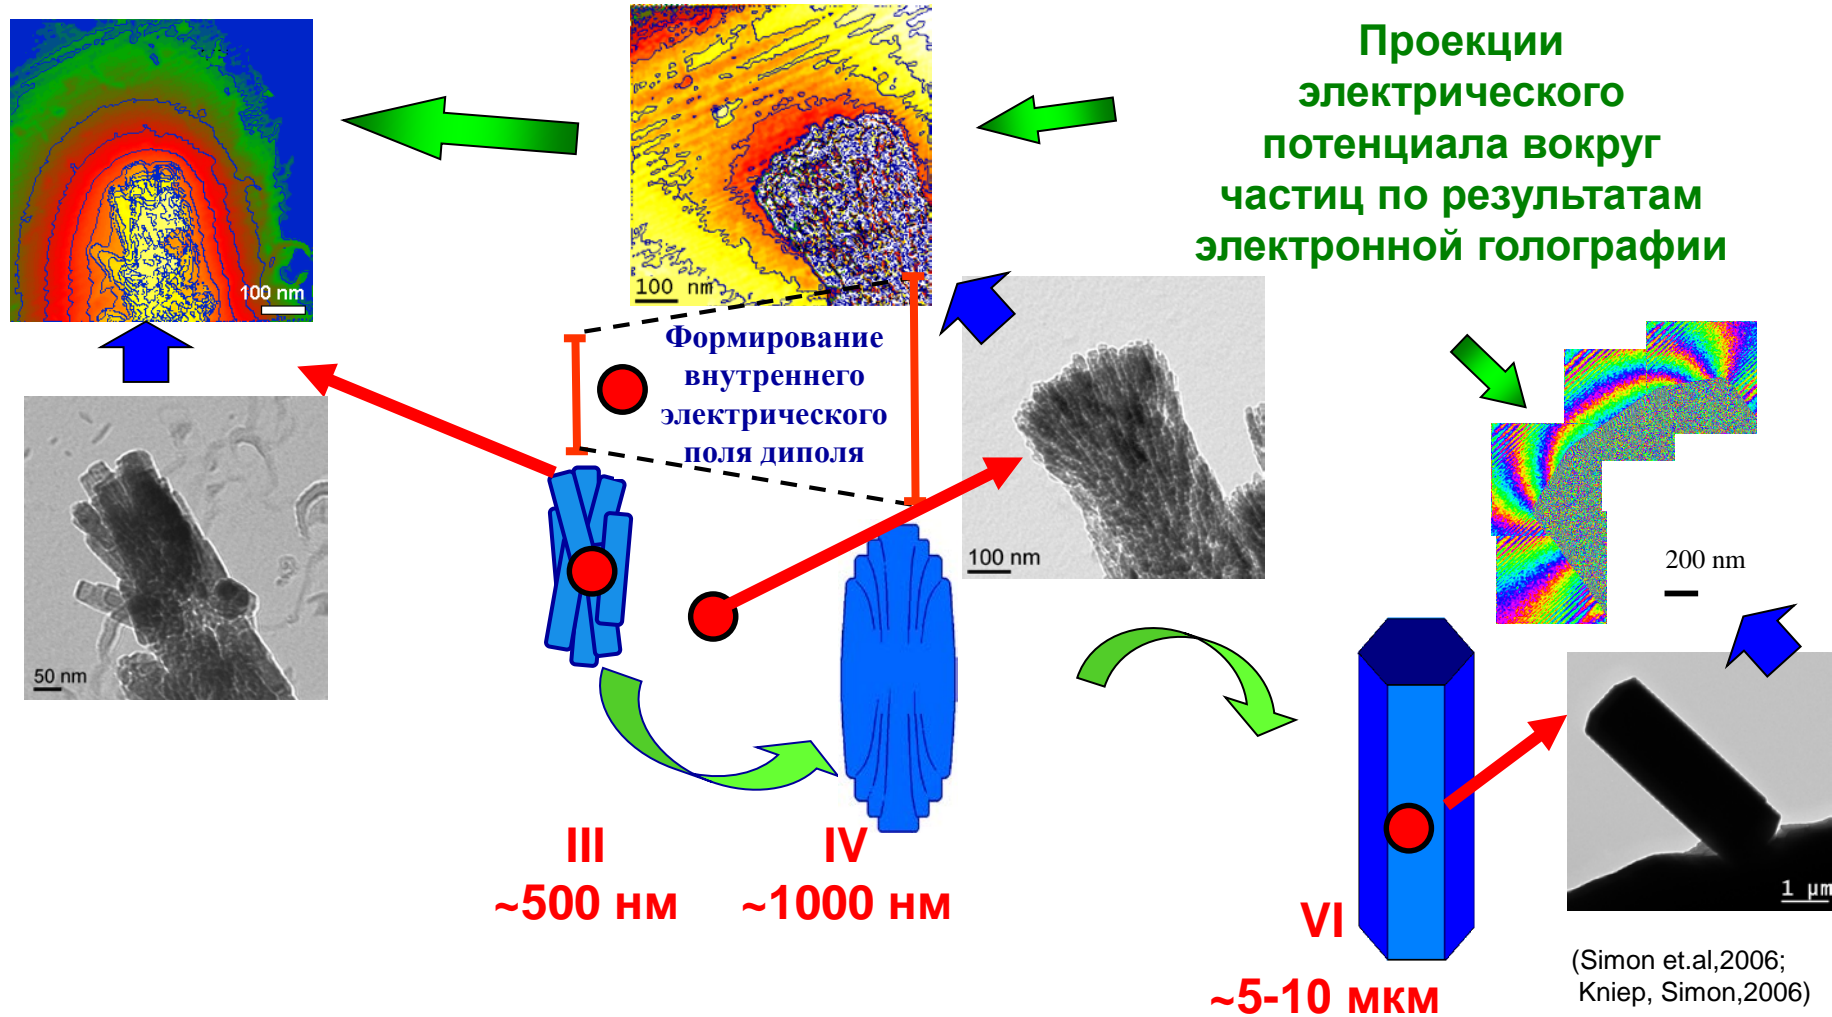 Проекции
электрического
потенциала вокруг
частиц по результатам
электронной голографии
100 nm
100 nm
Формирование
внутреннего
электрического
поля диполя
50 nm
100 nm
200 nm
1 µm
III
~500 нм
IV
~1000 нм
VI
~5-10 мкм
(Simon et.al,2006;
Kniep, Simon,2006)